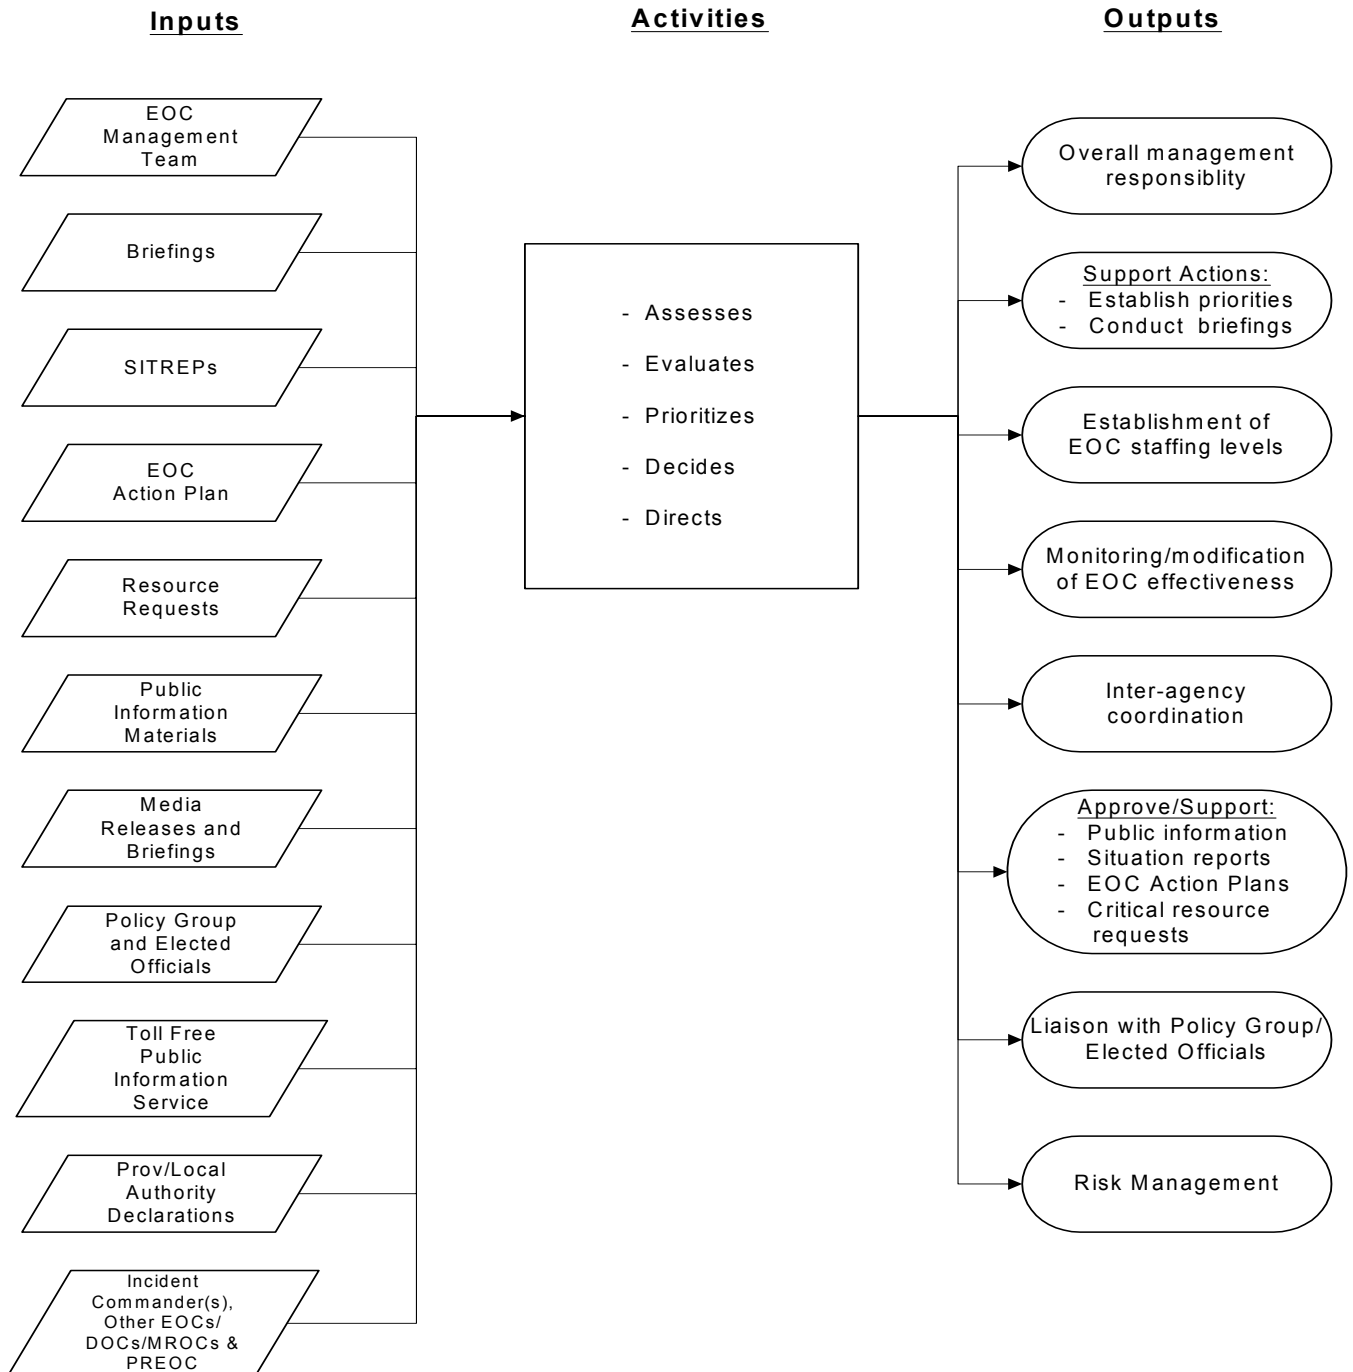 Inputs
Activities
Outputs
EOC
Management
Team
Briefings
SITREPs
EOC
Action Plan
Resource
Requests
Public
Information
Materials
Media
Releases and
Briefings
Policy Group
and Elected
Officials
Toll Free
Public
Information
Service
Prov/Local
Authority
Declarations
Incident
Commander(s),
Other EOCs/
DOCs/MROCs &
PREOC
- Assesses
- Evaluates
- Prioritizes
- Decides
- Directs
Overall management
responsiblity
Support Actions:
- Establish priorities
- Conduct briefings
Establishment of
EOC staffing levels
Monitoring/modification
of EOC effectiveness
Inter-agency
coordination
Approve/Support:
- Public information
- Situation reports
- EOC Action Plans
- Critical resource
requests
Liaison with Policy Group/
Elected Officials
Risk Management